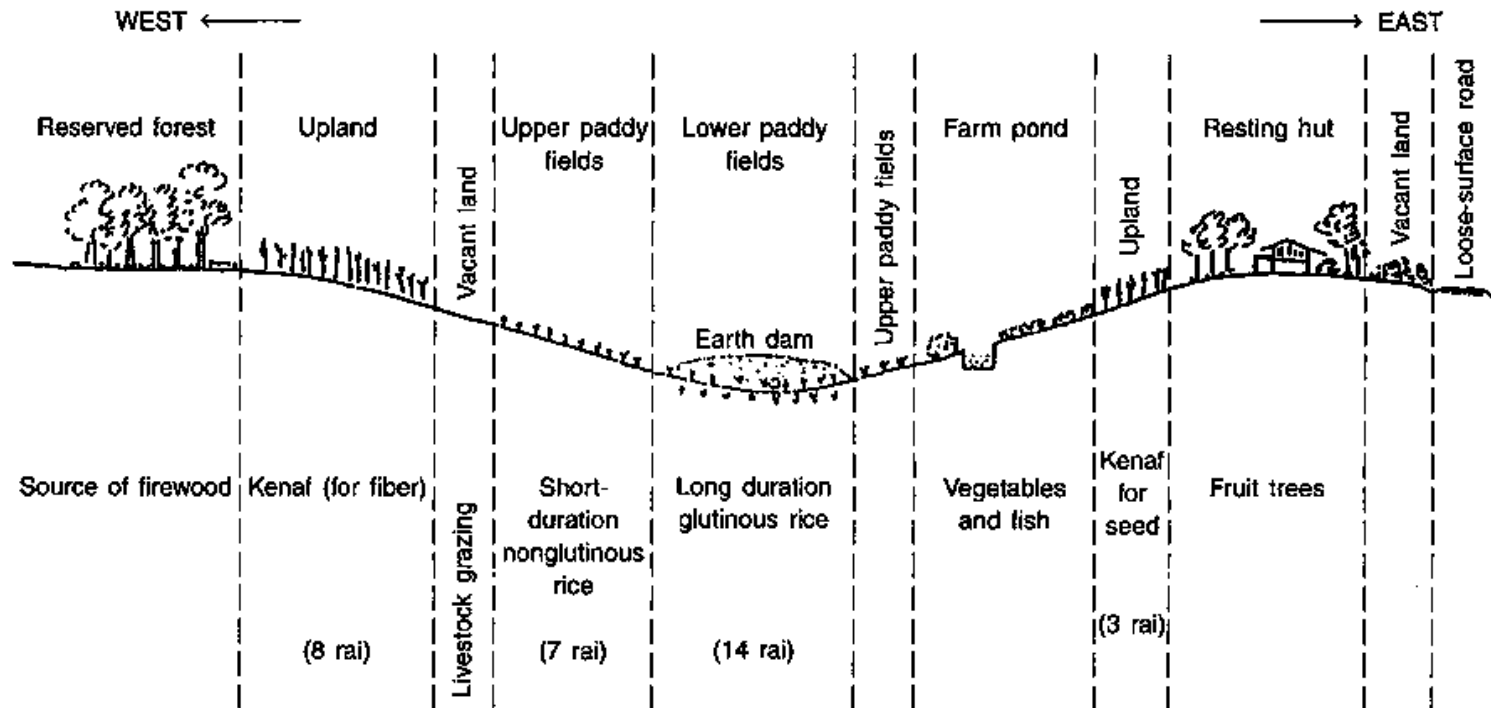 WEST
EAST
Reserved forest
Upland
Vacant land
Upper paddy
fields
Lower paddy
fields
Upper paddy fields
Farm pond
Upland
Resting hut
Vacant land
Loose-surface road
Earth dam
Source of firewood
Kenaf (for fiber)
(8 rai)
Livestock grazing
Short-
duration
nonglutinous
rice
(7 rai)
Long duration
glutinous rice
(14 rai)
Vegetables
and fish
Kenaf
for
seed
(3 rai)
Fruit trees